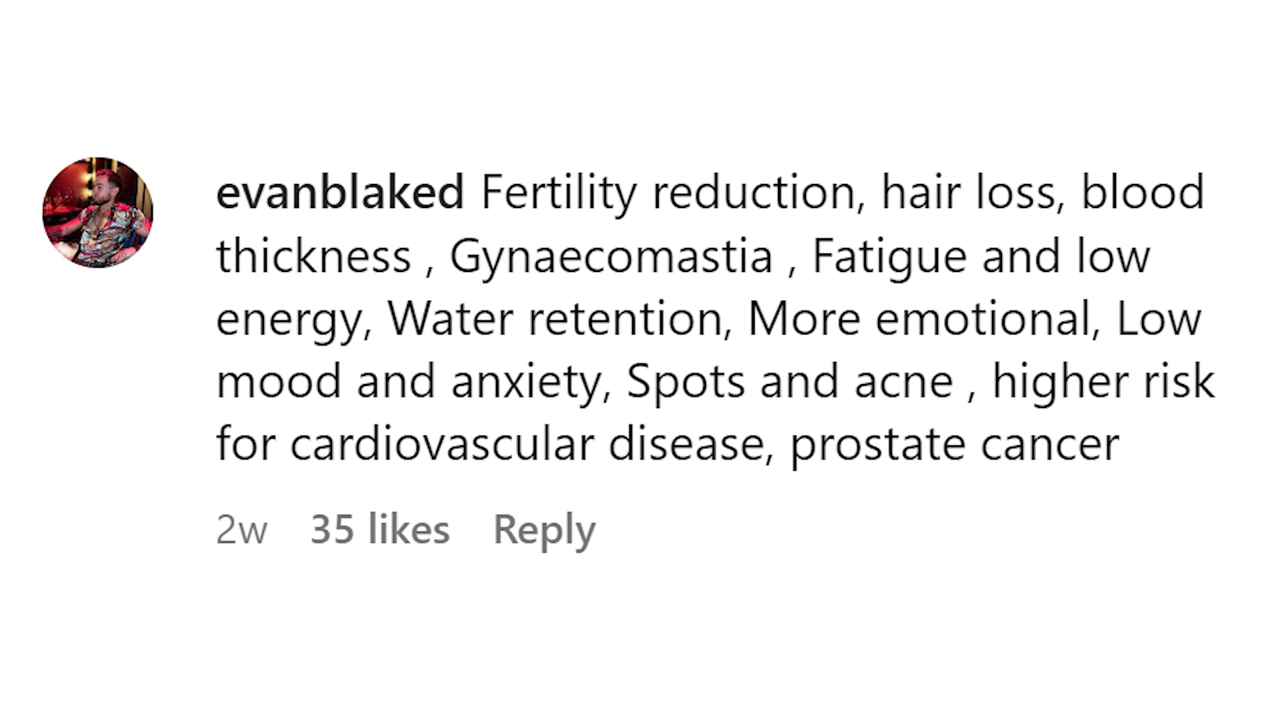 evanblaked Fertility reduction, hair loss, blood
thickness , Gynaecomastia , Fatigue and low
energy, Water retention, More emotional, Low
mood and anxiety, Spots and acne , higher risk
for cardiovascular disease, prostate cancer
2w 35 likes Reply